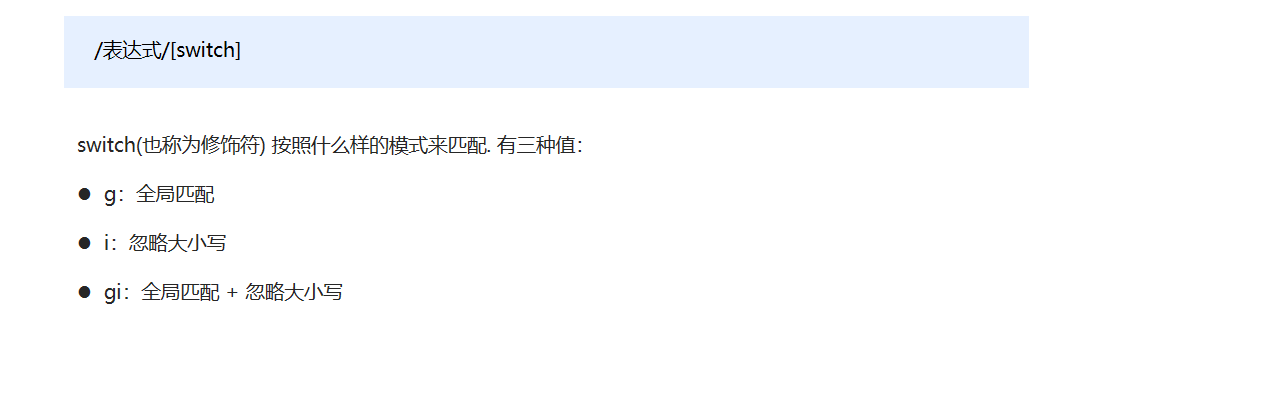 /表达式/[switch]
switch(也称为修饰符) 按照什么样的模式来匹配. 有三种值：
● g：全局匹配
● i：忽略大小写
● gi：全局匹配 + 忽略大小写